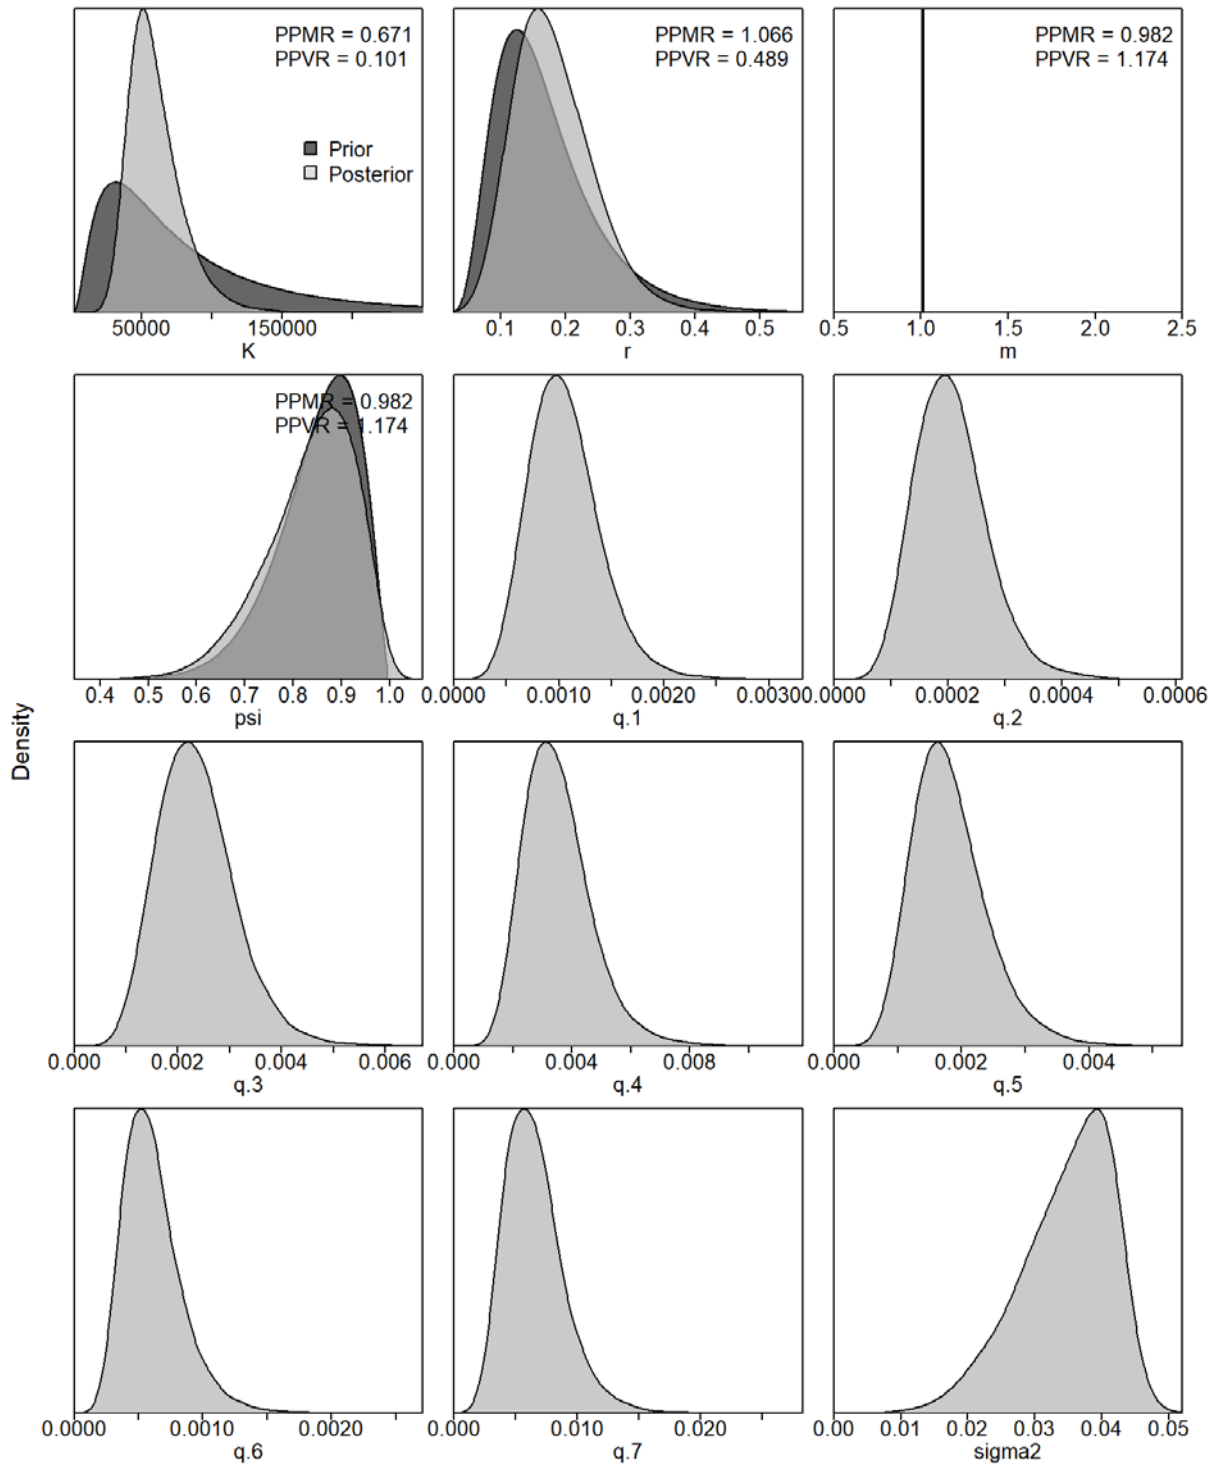 PPMR = 0.671
PPVR = 0.101
Prior
Posterior
50000 150000
K
PPMR = 1.066
PPVR = 0.489
0.1 0.2 0.3 0.4 0.5
r
PPMR = 0.982
PPVR = 1.174
0.5 1.0 1.5 2.0 2.5
m
Density
PPMR = 0.982
PPVR = 1.174
0.4 0.5 0.6 0.7 0.8 0.9 1.0
psi
0.0000 0.0010 0.0020 0.0030
q.1
0.000 0.002 0.004 0.006
q.2
0.000 0.002 0.004 0.006
q.3
0.000 0.004 0.008
q.4
0.000 0.002 0.004
q.5
0.0000 0.0010 0.0020
q.6
0.000 0.010 0.020
q.7
0.00 0.01 0.02 0.03 0.04 0.05
sigma2